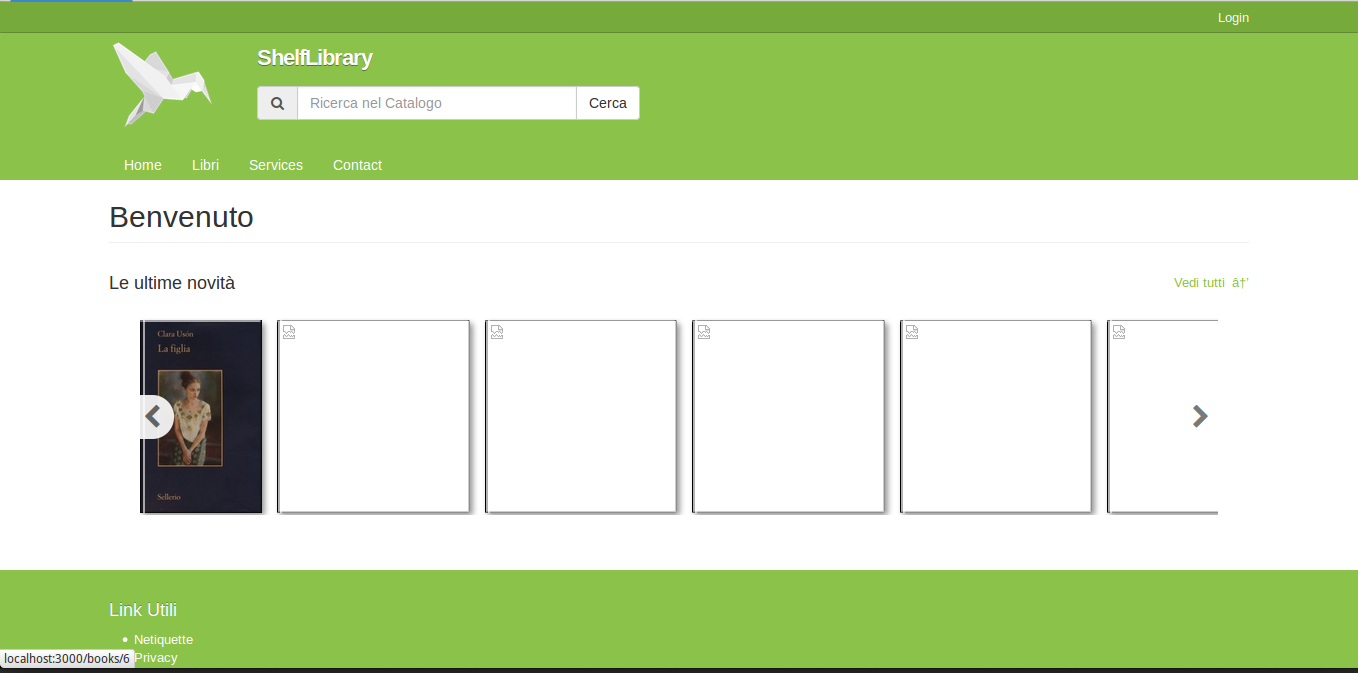 Login
ShelfLibrary
Ricerca nel Catalogo
Cerca
Home Libri Services Contact
Benvenuto
Le ultime novità
Vedi tutti â†’
Clara Usón
La figlia
Sellerio
Link Utili
Netiquette
Privacy
localhost:3000/books/6